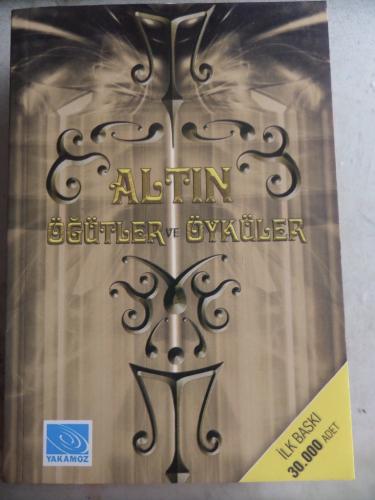 ALTIN
ÖĞÜTLER VE ÖYKÜLER
İLK BASKI
30.000 ADET
YAKAMOZ